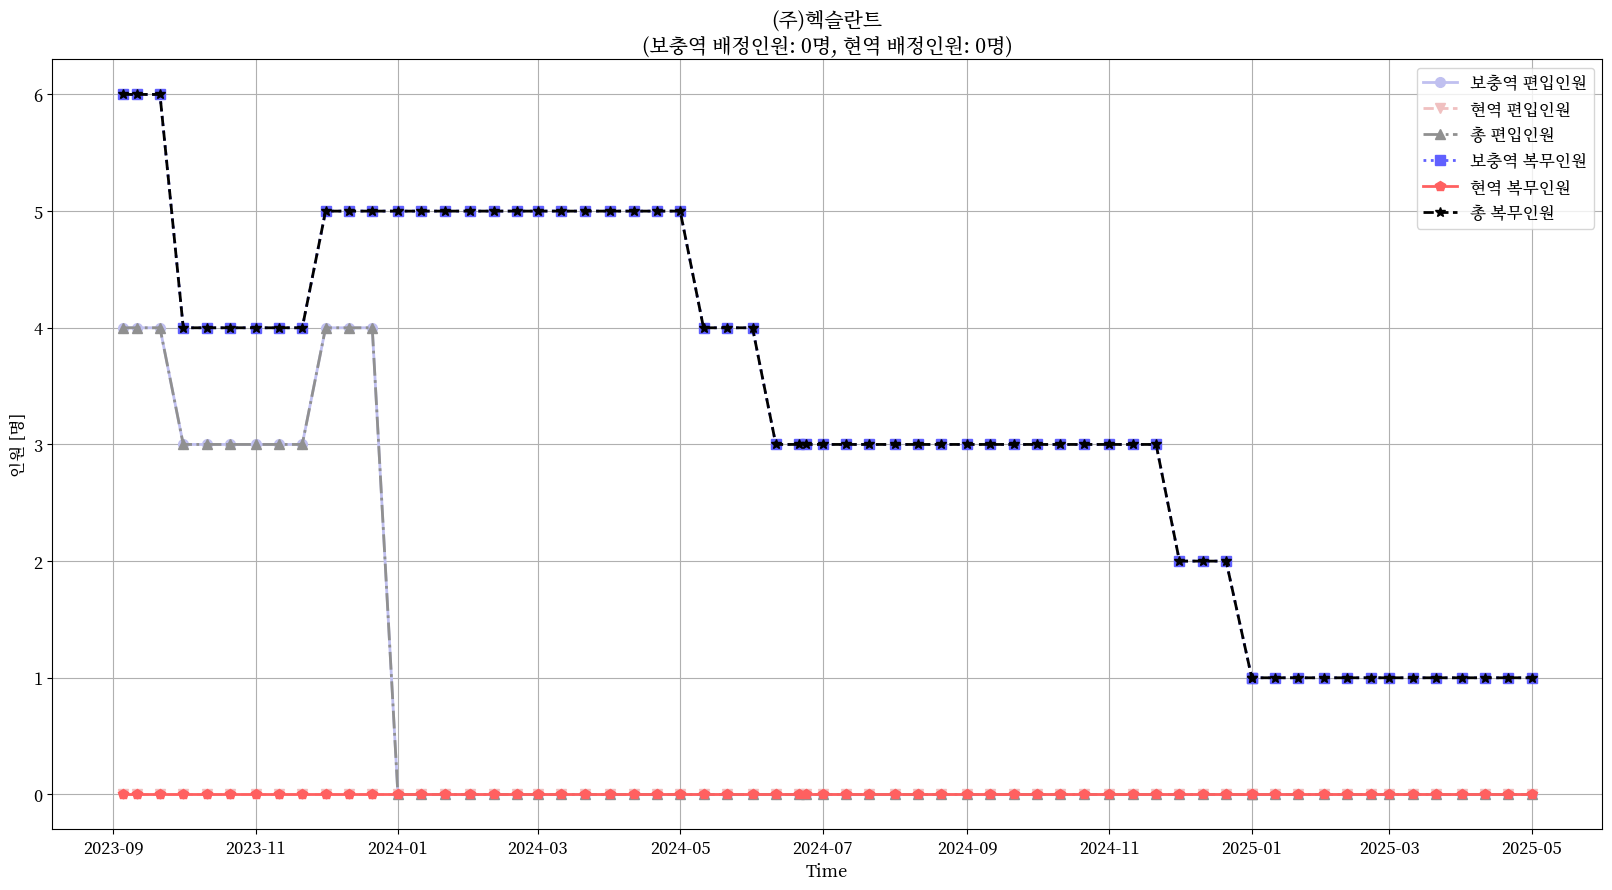 (주)헥슬란트
(보충역 배정인원: 0명, 현역 배정인원: 0명)
보충역 편입인원
현역 편입인원
총 편입인원
보충역 복무인원
현역 복무인원
총 복무인원
인원 [명]
6
5
4
3
2
1
0
2023-09 2023-11 2024-01 2024-03 2024-05 2024-07 2024-09 2024-11 2025-01 2025-03 2025-05
Time